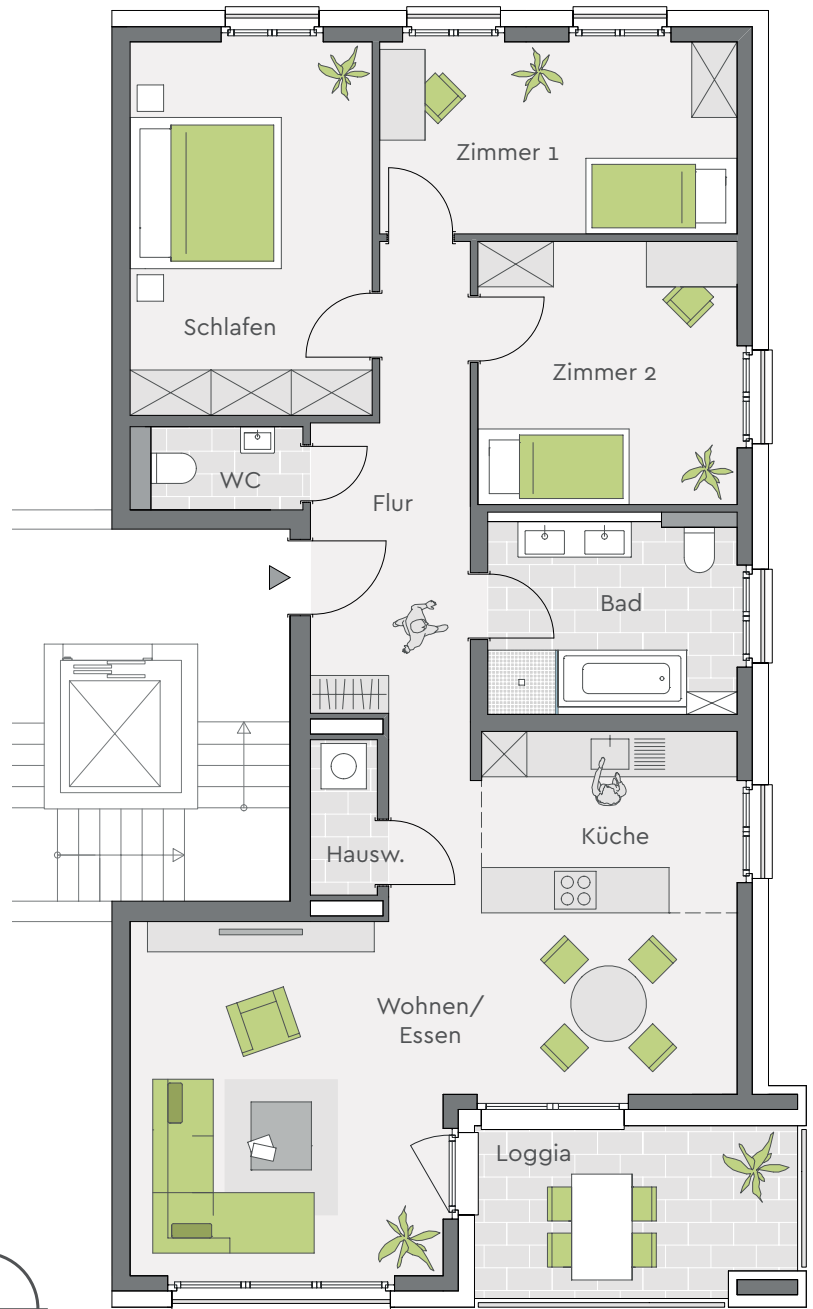 Zimmer 1
Schlafen
Zimmer 2
WC
Flur
Bad
Küche
Hausw.
Wohnen/
Essen
Loggia